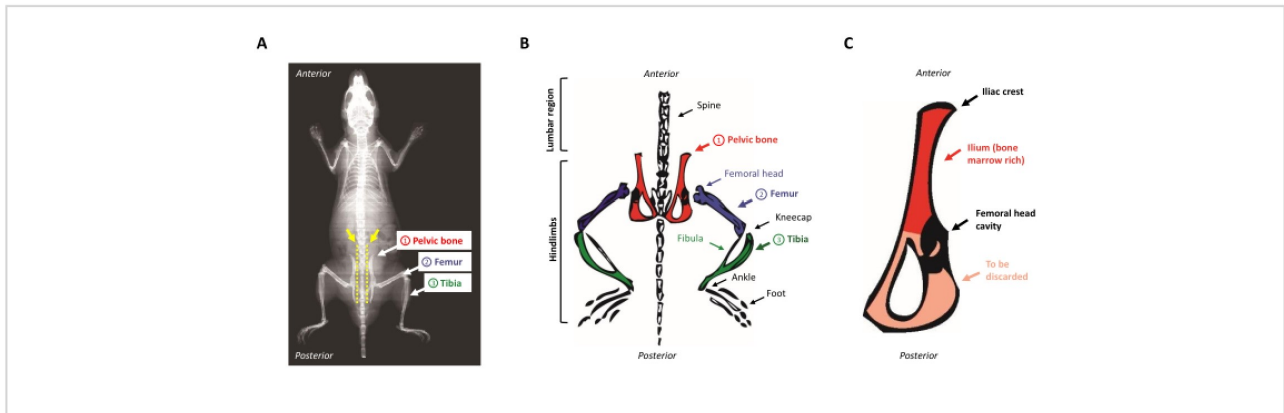 A
Anterior
① Pelvic bone
② Femur
③ Tibia
Posterior
B
Anterior
Lumbar region
Hindlimbs
Spine
① Pelvic bone
Femoral head
② Femur
Kneecap
Fibula
③ Tibia
Ankle
Foot
Posterior
C
Anterior
Iliac crest
Ilium (bone
marrow rich)
Femoral head
cavity
To be
discarded
Posterior